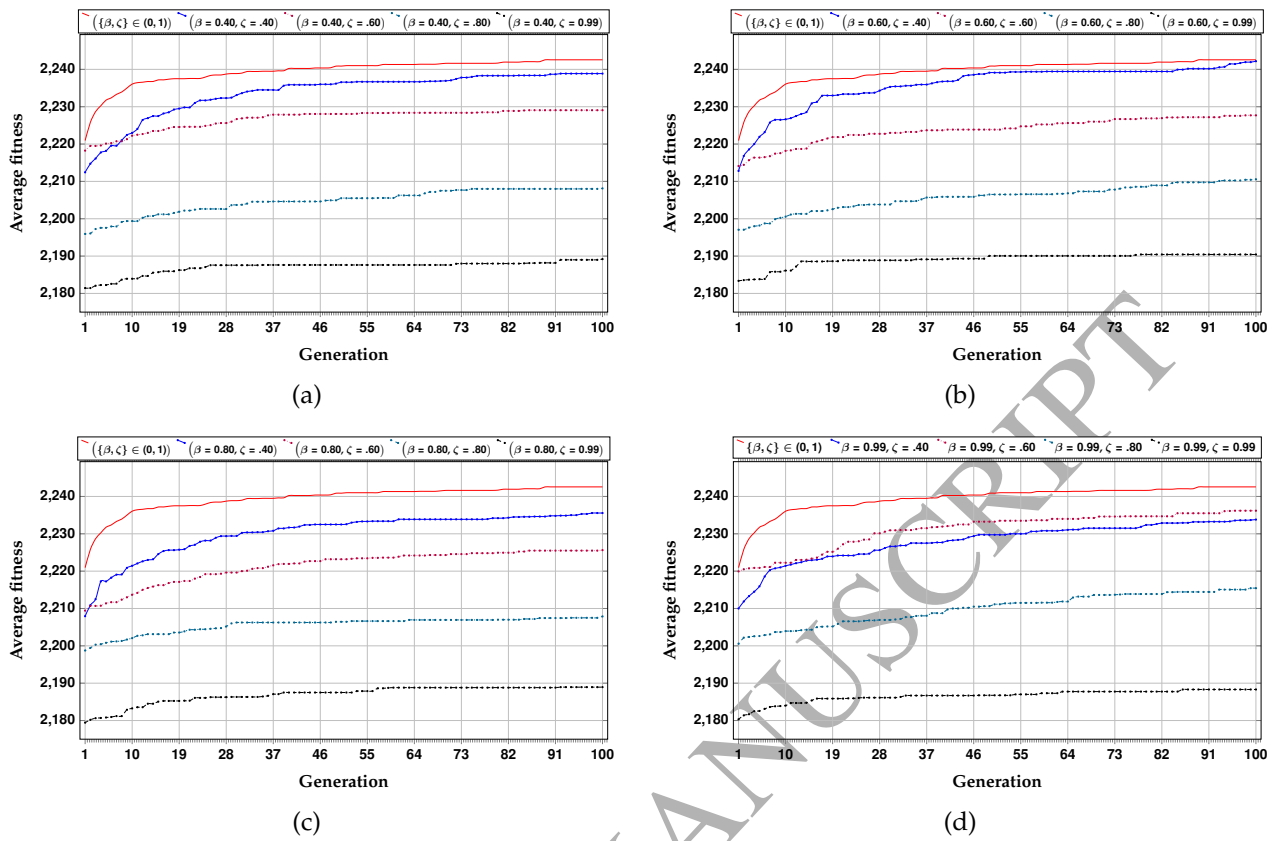 ({β, ζ} ∈ (0, 1)) (β = 0.40, ζ = .40) (β = 0.40, ζ = .60) (β = 0.40, ζ = .80) (β = 0.40, ζ = 0.99)
2,240
2,230
2,220
2,210
2,200
2,190
2,180
Average fitness
1 10 19 28 37 46 55 64 73 82 91 100
Generation
(a)
({β, ζ} ∈ (0, 1)) (β = 0.60, ζ = .40) (β = 0.60, ζ = .60) (β = 0.60, ζ = .80) (β = 0.60, ζ = 0.99)
2,240
2,230
2,220
2,210
2,200
2,190
2,180
Average fitness
1 10 19 28 37 46 55 64 73 82 91 100
Generation
(b)
({β, ζ} ∈ (0, 1)) (β = 0.80, ζ = .40) (β = 0.80, ζ = .60) (β = 0.80, ζ = .80) (β = 0.80, ζ = 0.99)
2,240
2,230
2,220
2,210
2,200
2,190
2,180
Average fitness
1 10 19 28 37 46 55 64 73 82 91 100
Generation
(c)
{β, ζ} ∈ (0, 1) β = 0.99, ζ = .40 β = 0.99, ζ = .60 β = 0.99, ζ = .80 β = 0.99, ζ = 0.99
2,240
2,230
2,220
2,210
2,200
2,190
2,180
Average fitness
1 10 19 28 37 46 55 64 73 82 91 100
Generation
(d)
ANUSCRIPT